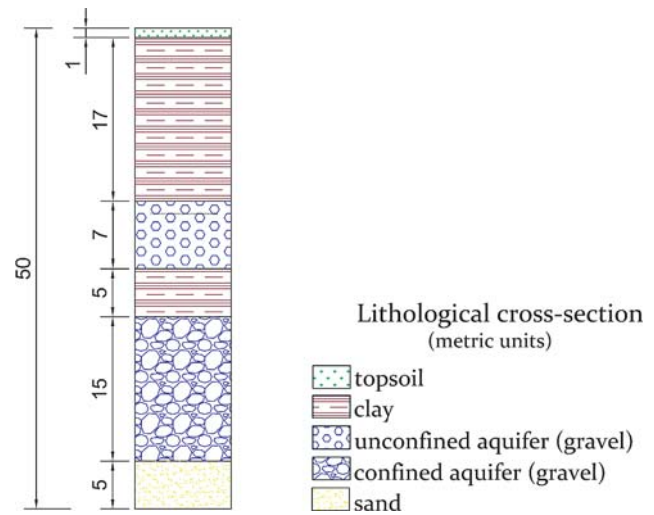 1
17
7
50
5
15
5
Lithological cross-section
(metric units)
topsoil
clay
unconfined aquifer (gravel)
confined aquifer (gravel)
sand